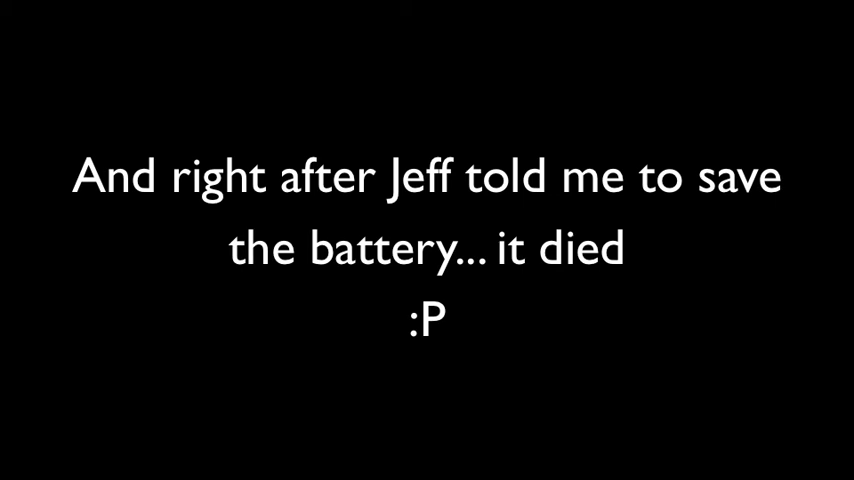 And right after Jeff told me to save
the battery... it died
:P